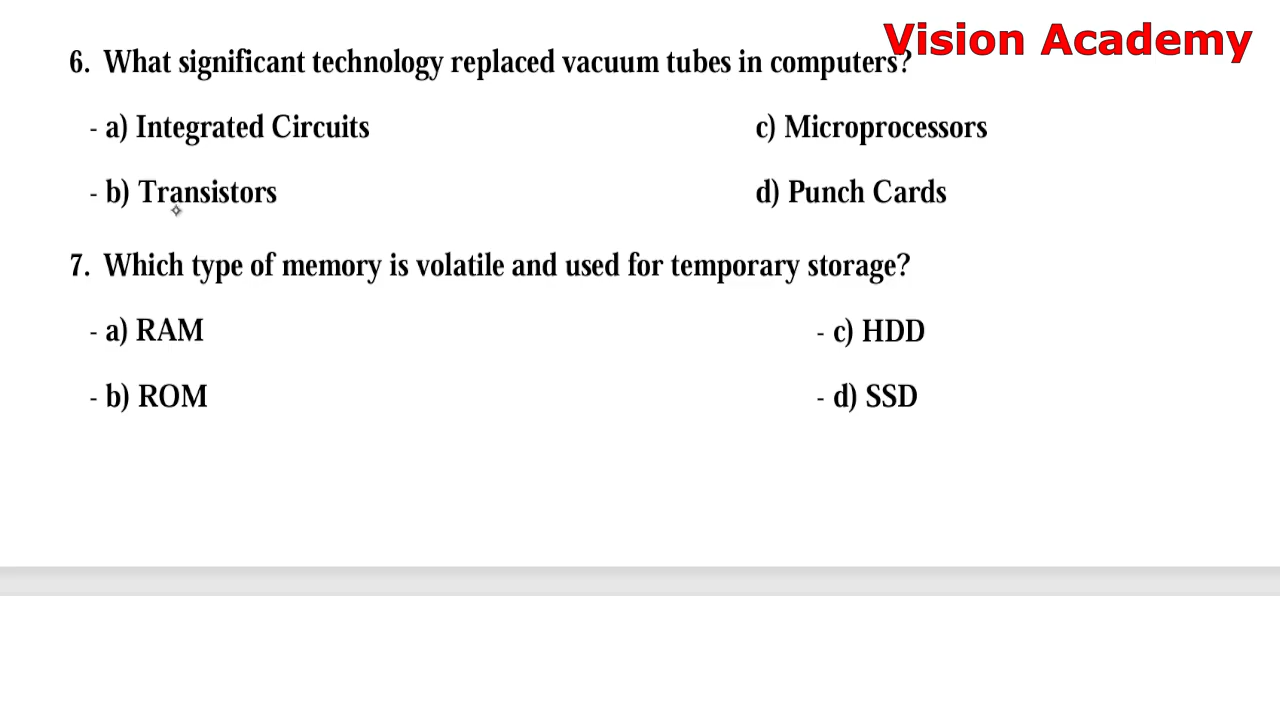 Vision Academy
6. What significant technology replaced vacuum tubes in computers?
- a) Integrated Circuits c) Microprocessors
- b) Transistors d) Punch Cards
7. Which type of memory is volatile and used for temporary storage?
- a) RAM - c) HDD
- b) ROM - d) SSD